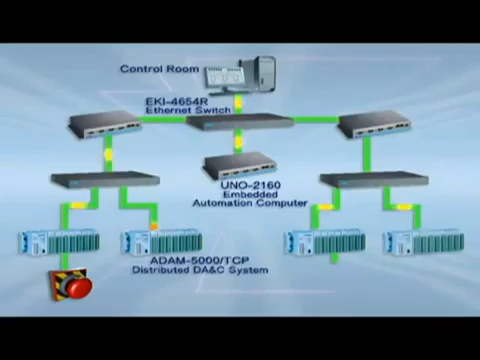 Control Room
EKI-4654R
Ethernet Switch
UNO-2160
Embedded
Automation Computer
ADAM-5000/TCP
Distributed DA&C System